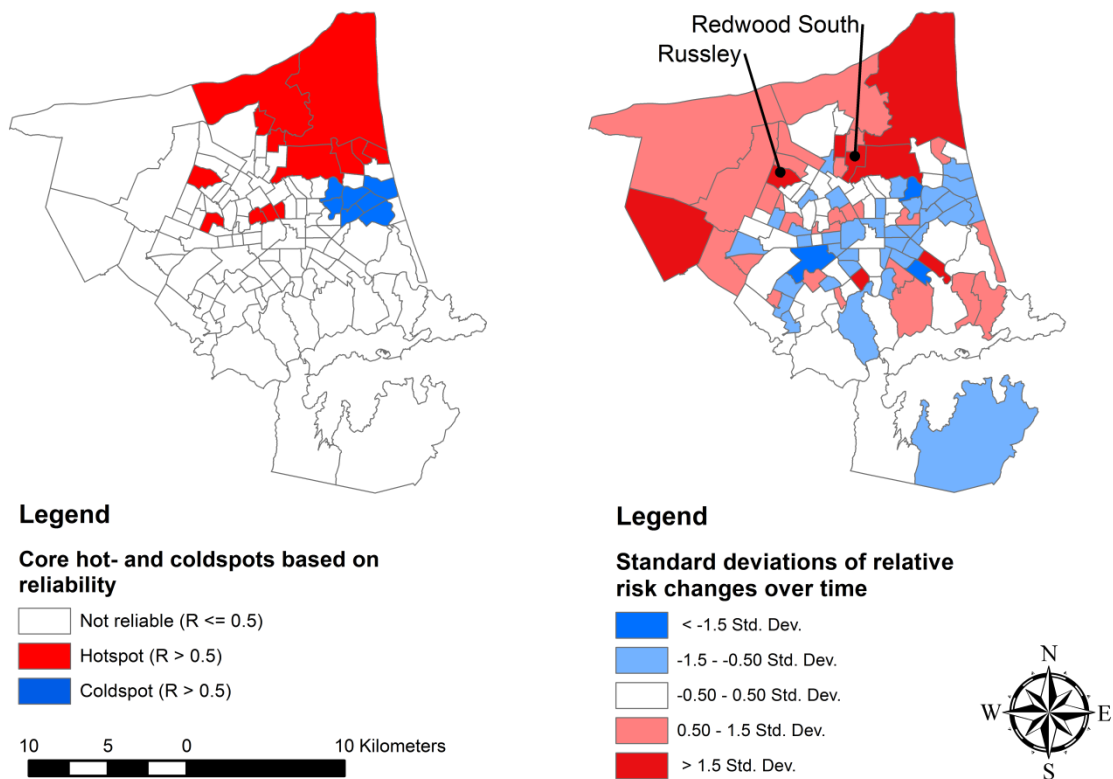 Redwood South
Russley
Legend
Core hot- and coldspots based on
reliability
Not reliable (R <= 0.5)
Hotspot (R > 0.5)
Coldspot (R > 0.5)
10 5 0 10 Kilometers
Legend
Standard deviations of relative
risk changes over time
< -1.5 Std. Dev.
-1.5 - -0.50 Std. Dev.
-0.50 - 0.50 Std. Dev.
0.50 - 1.5 Std. Dev.
> 1.5 Std. Dev.
N
W E
S